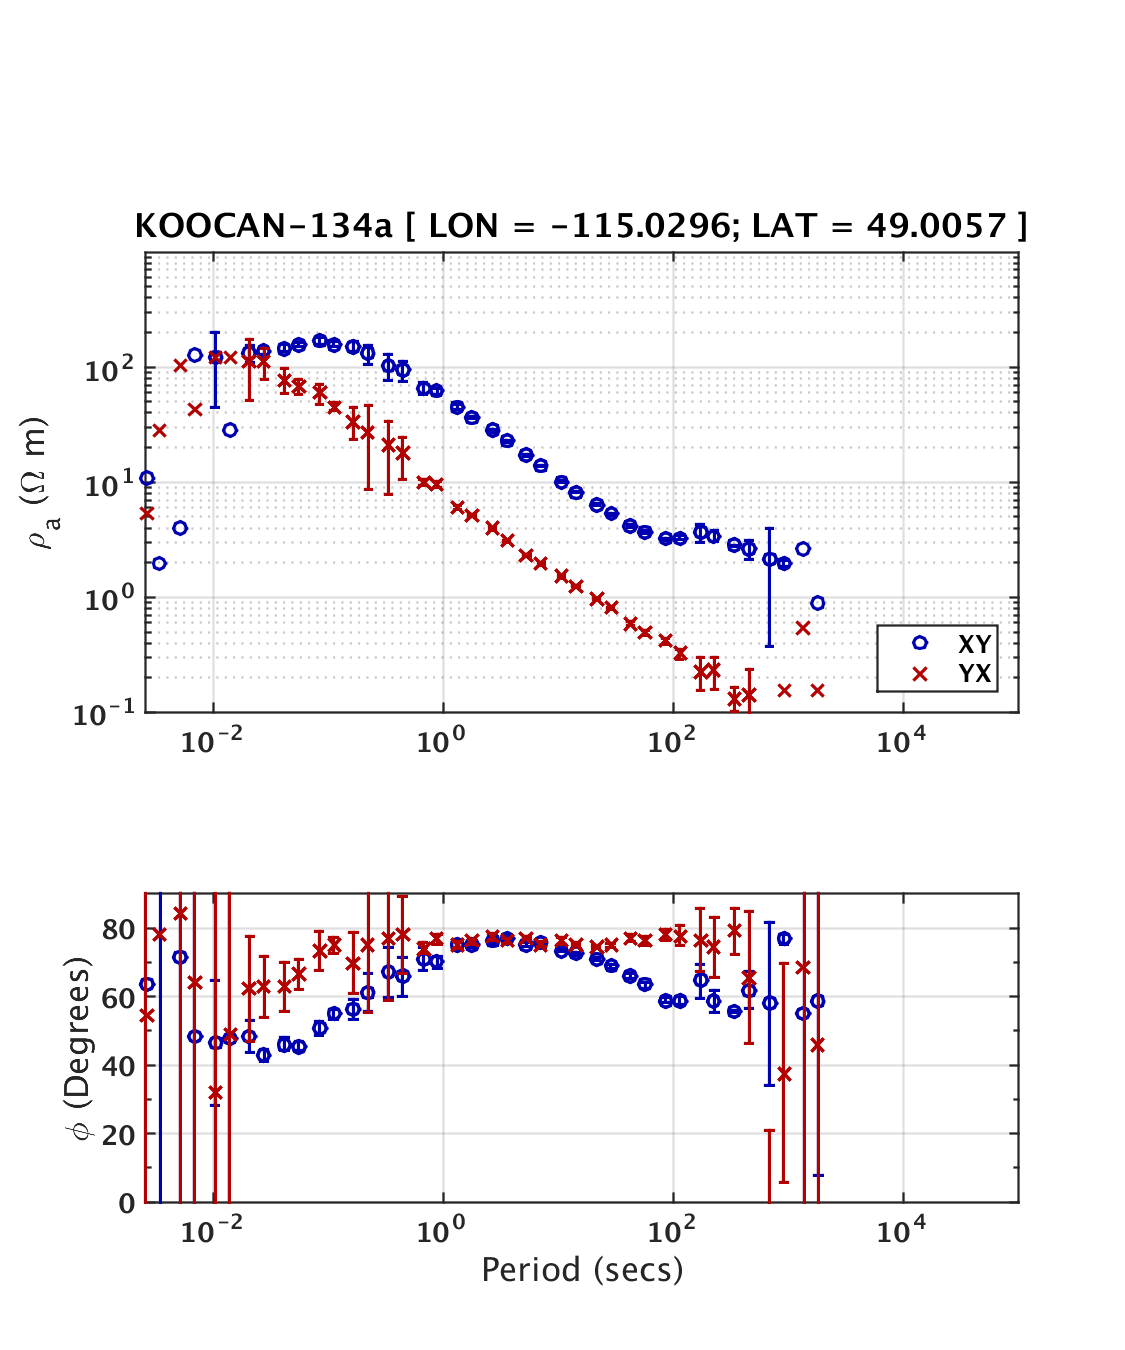 KOOCAN-134a [ LON = -115.0296; LAT = 49.0057 ]
ρa (Ω m)
10²
10¹
10⁰
10⁻¹
XY
YX
10⁻² 10⁰ 10² 10⁴
φ (Degrees)
80
60
40
20
0
10⁻² 10⁰ 10² 10⁴
Period (secs)